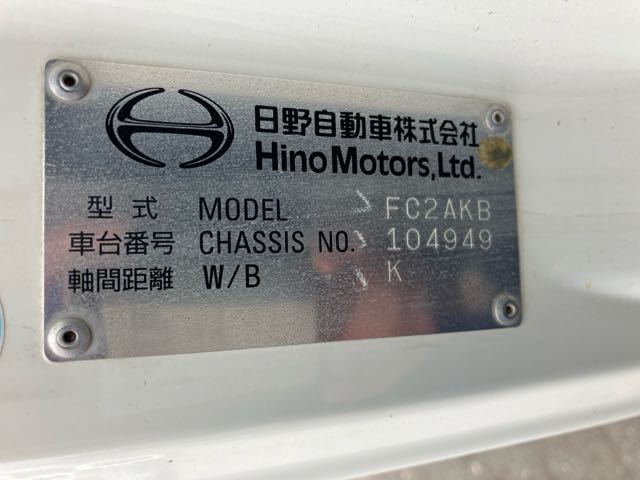 日野自動車株式会社
Hino Motors, Ltd.
型式 MODEL FC2AKB
車台番号 CHASSIS NO. 104949
軸間距離 W/B K